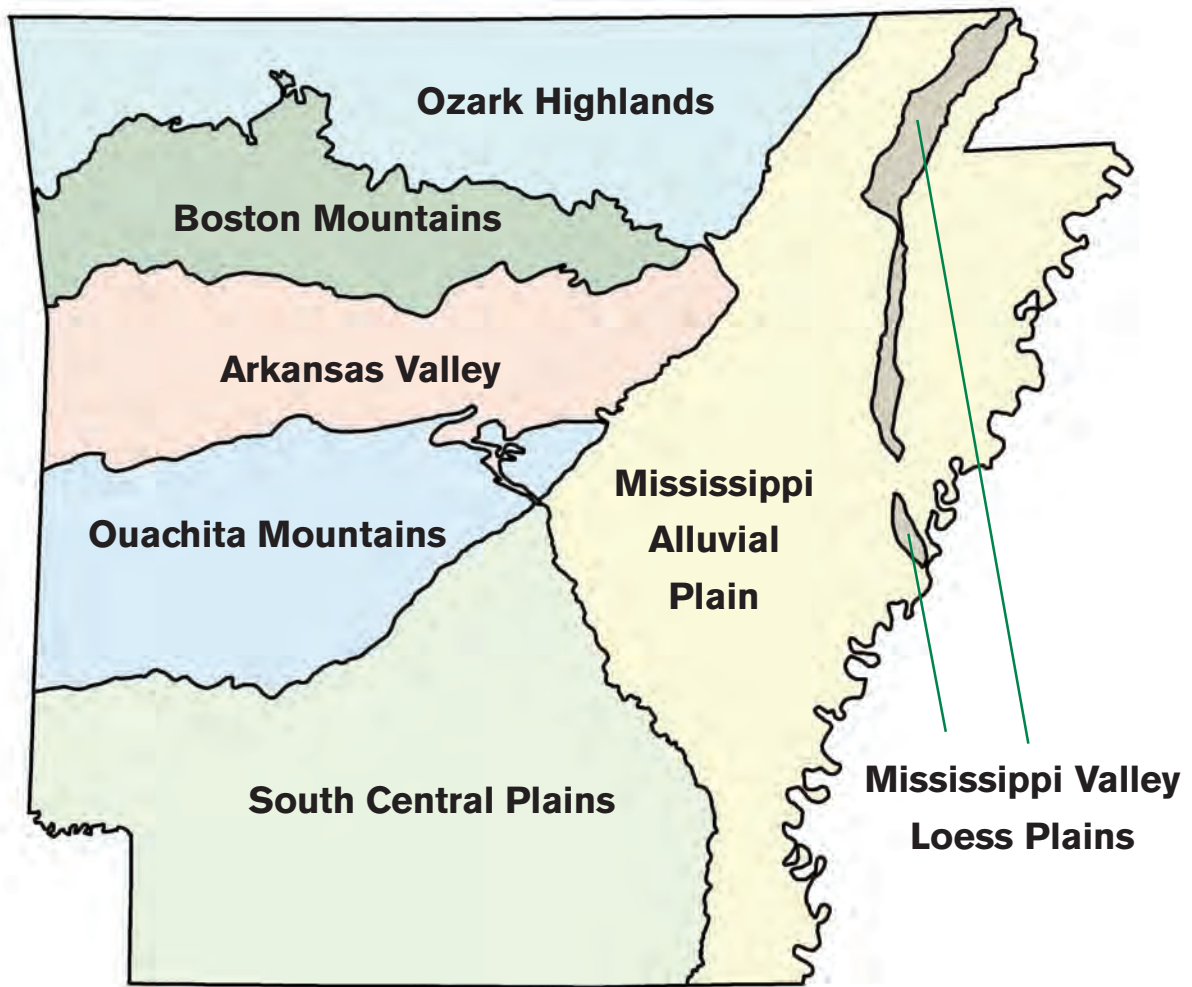 Ozark Highlands
Boston Mountains
Arkansas Valley
Ouachita Mountains
Mississippi
Alluvial
Plain
South Central Plains
Mississippi Valley
Loess Plains